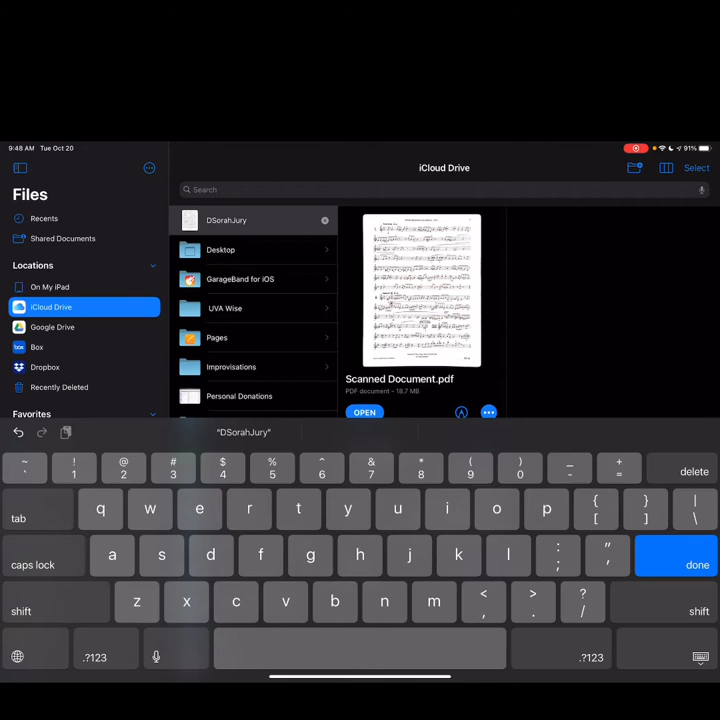 9:48 AM Tue Oct 20
91%
Files
Recents
Shared Documents
Locations
On My iPad
iCloud Drive
Google Drive
box
Box
Dropbox
Recently Deleted
Favorites
iCloud Drive
Select
Search
DSorahJury
Desktop
GarageBand for iOS
UVA Wise
Pages
Improvisations
Personal Donations
Scanned Document.pdf
PDF document - 18.7 MB
OPEN
"DSorahJury"
~ ! @ # $ % ^ & * ( ) _ +
` 1 2 3 4 5 6 7 8 9 0 - = delete
tab q w e r t y u i o p { [ } ] | \
caps lock a s d f g h j k l : ; " ' done
shift z x c v b n m < , > . ? / shift
.?123 .?123